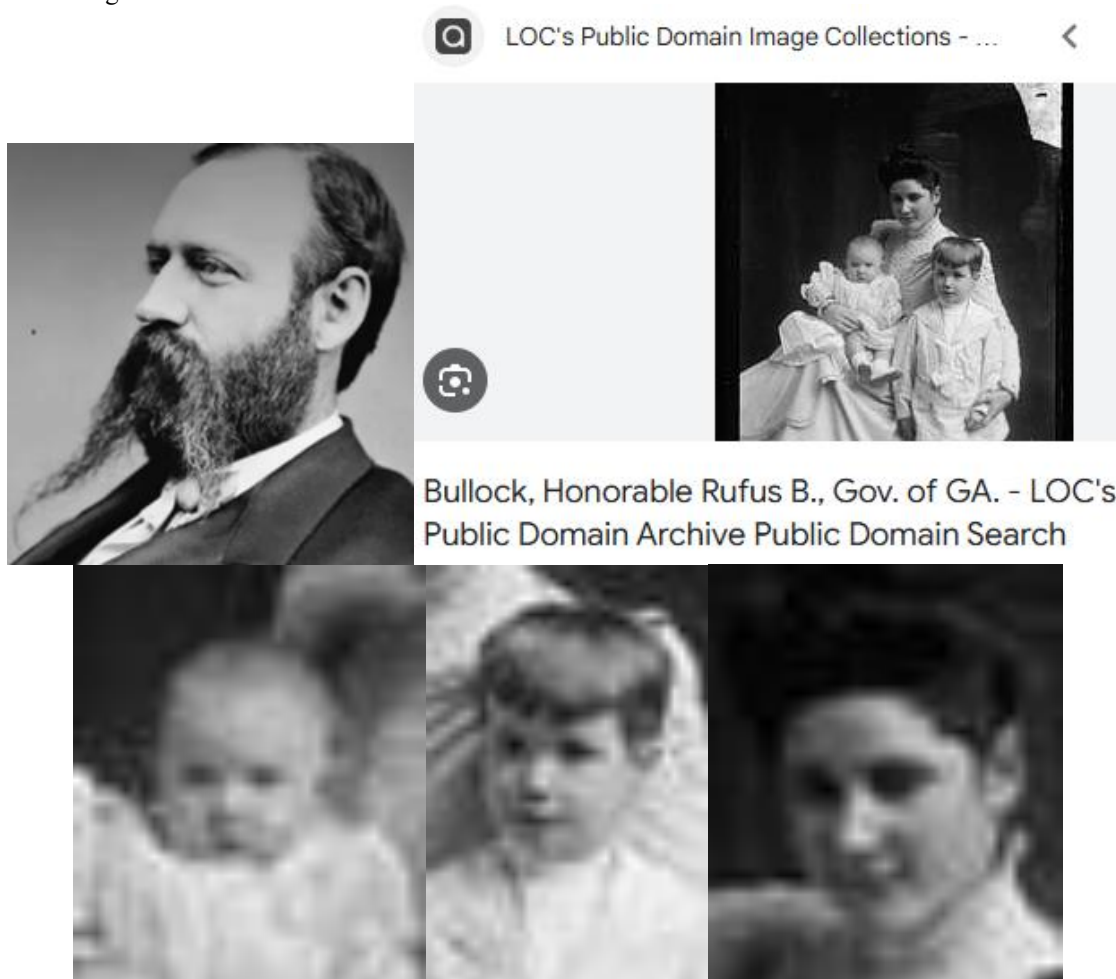 LOC's Public Domain Image Collections - ...
Bullock, Honorable Rufus B., Gov. of GA. - LOC's
Public Domain Archive Public Domain Search